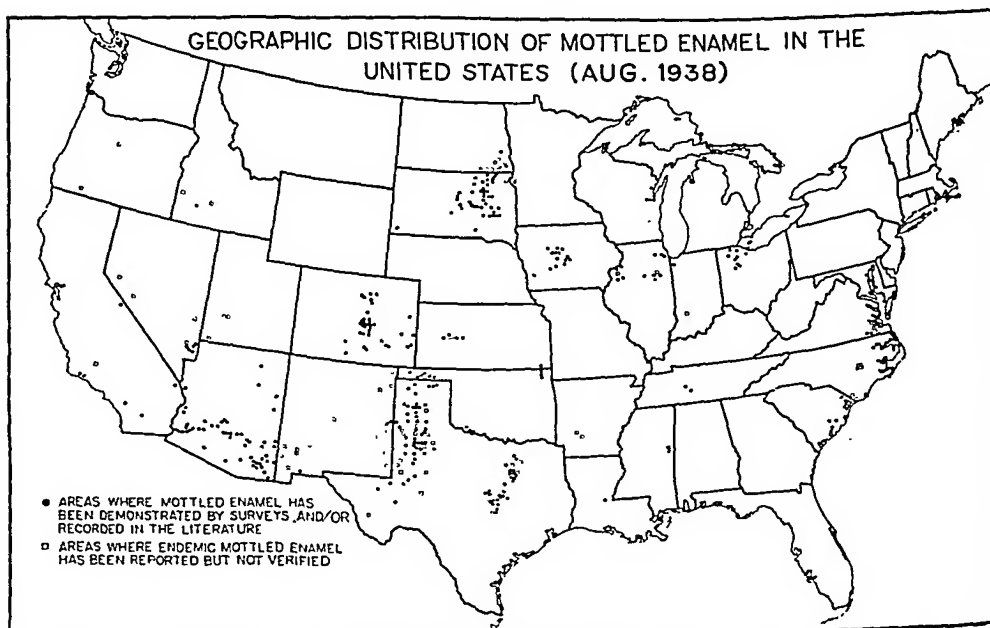 GEOGRAPHIC DISTRIBUTION OF MOTTLED ENAMEL IN THE
UNITED STATES (AUG. 1938)
AREAS WHERE MOTTLED ENAMEL HAS
BEEN DEMONSTRATED BY SURVEYS, AND/OR
RECORDED IN THE LITERATURE
AREAS WHERE ENDEMIC MOTTLED ENAMEL
HAS BEEN REPORTED BUT NOT VERIFIED